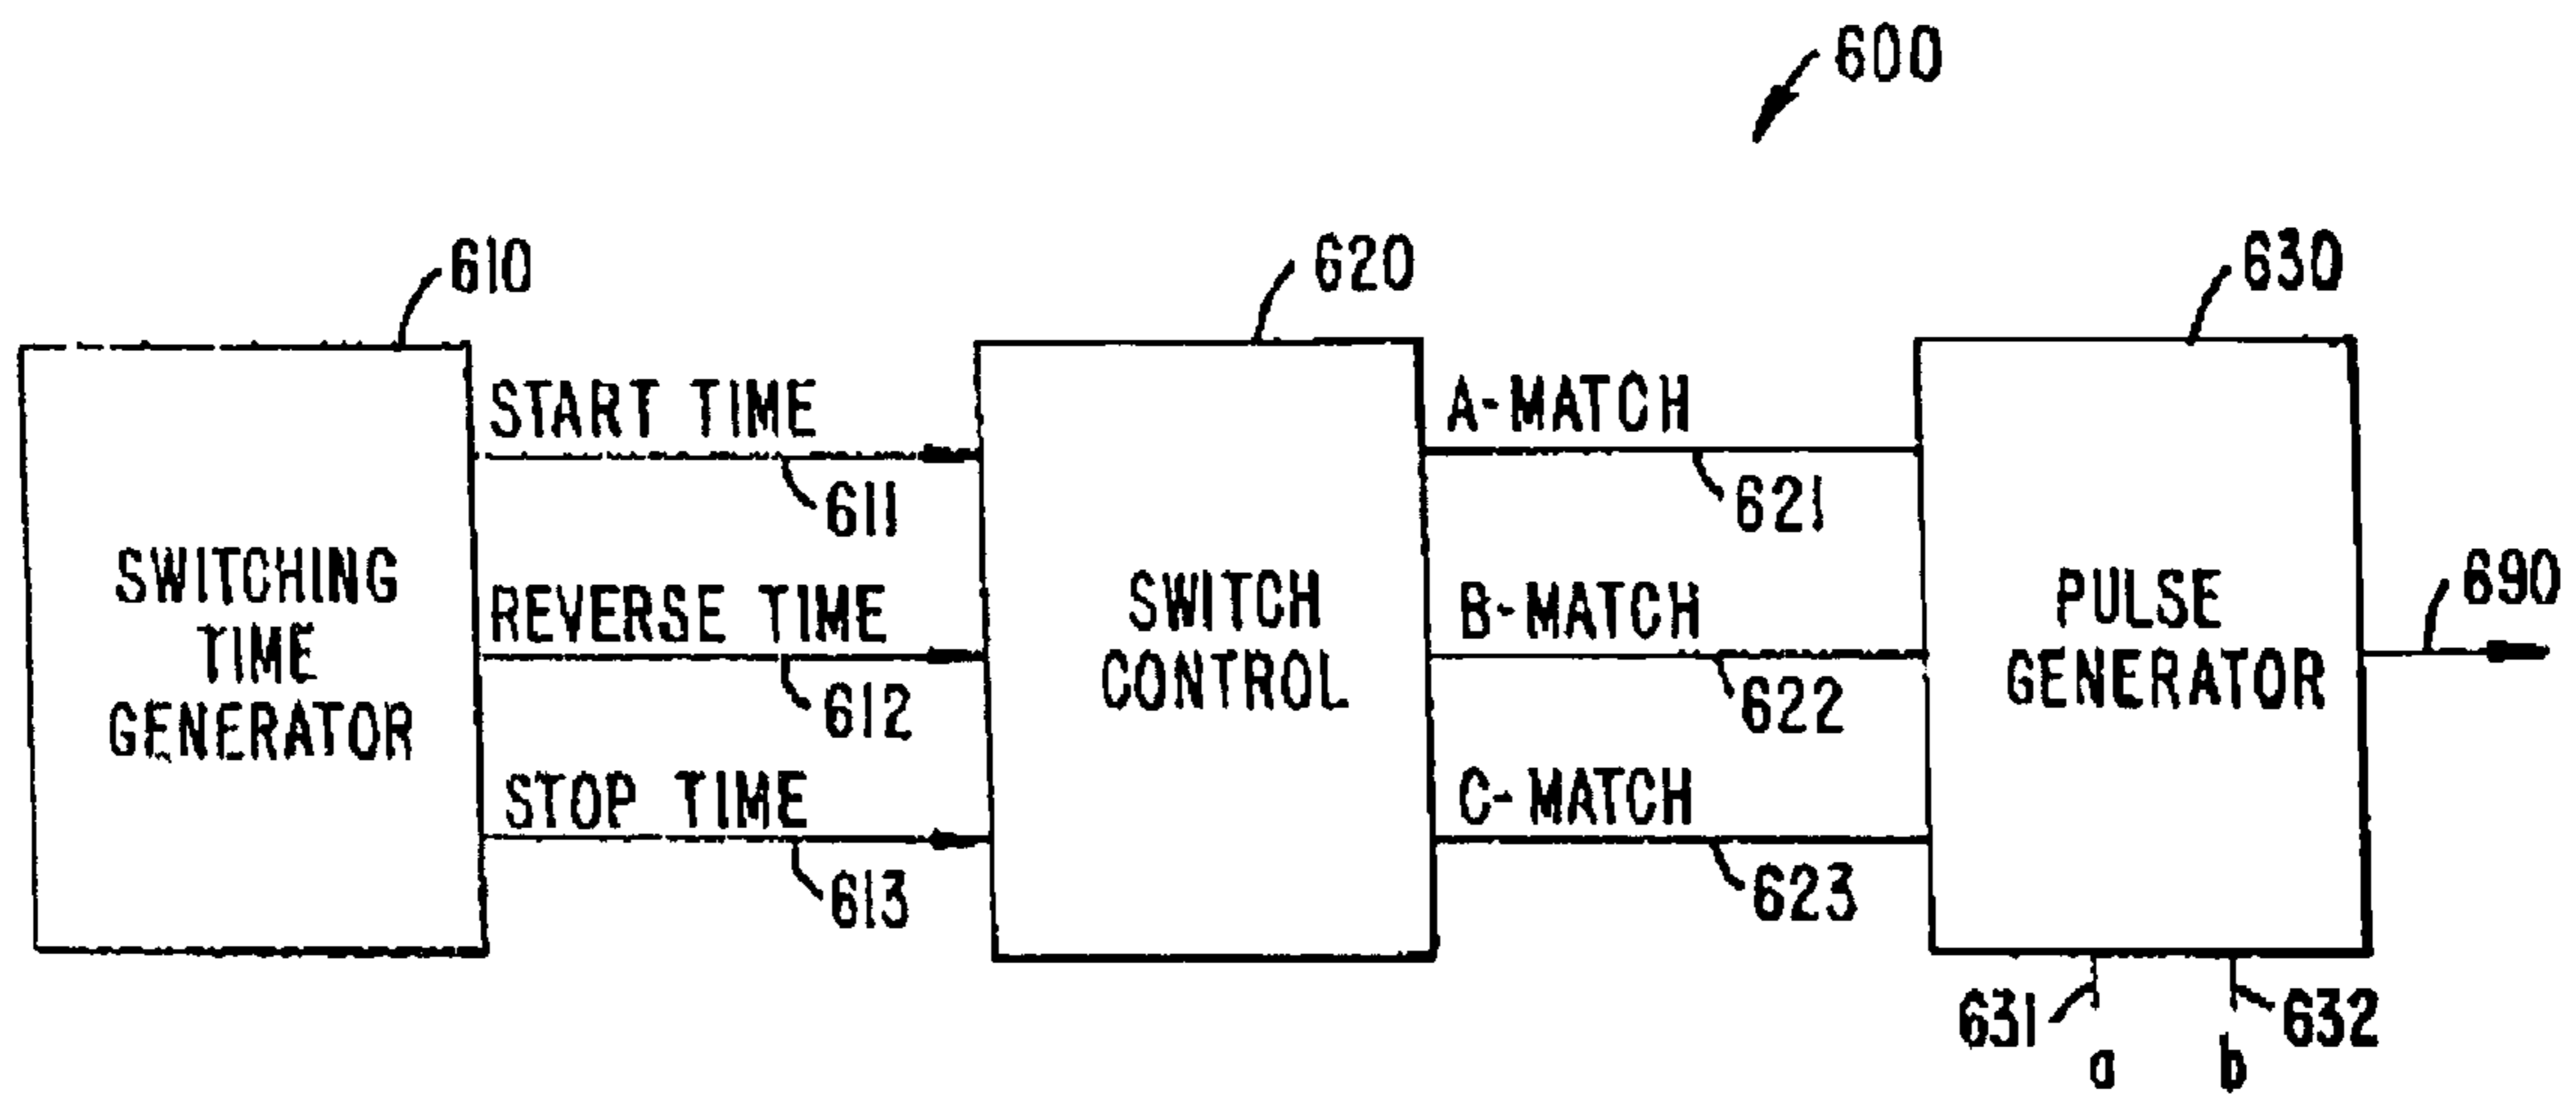 600
610
620
630
START TIME
611
REVERSE TIME
612
STOP TIME
613
SWITCHING
TIME
GENERATOR
SWITCH
CONTROL
A-MATCH
621
B-MATCH
622
C-MATCH
623
PULSE
GENERATOR
690
631
632
a
b